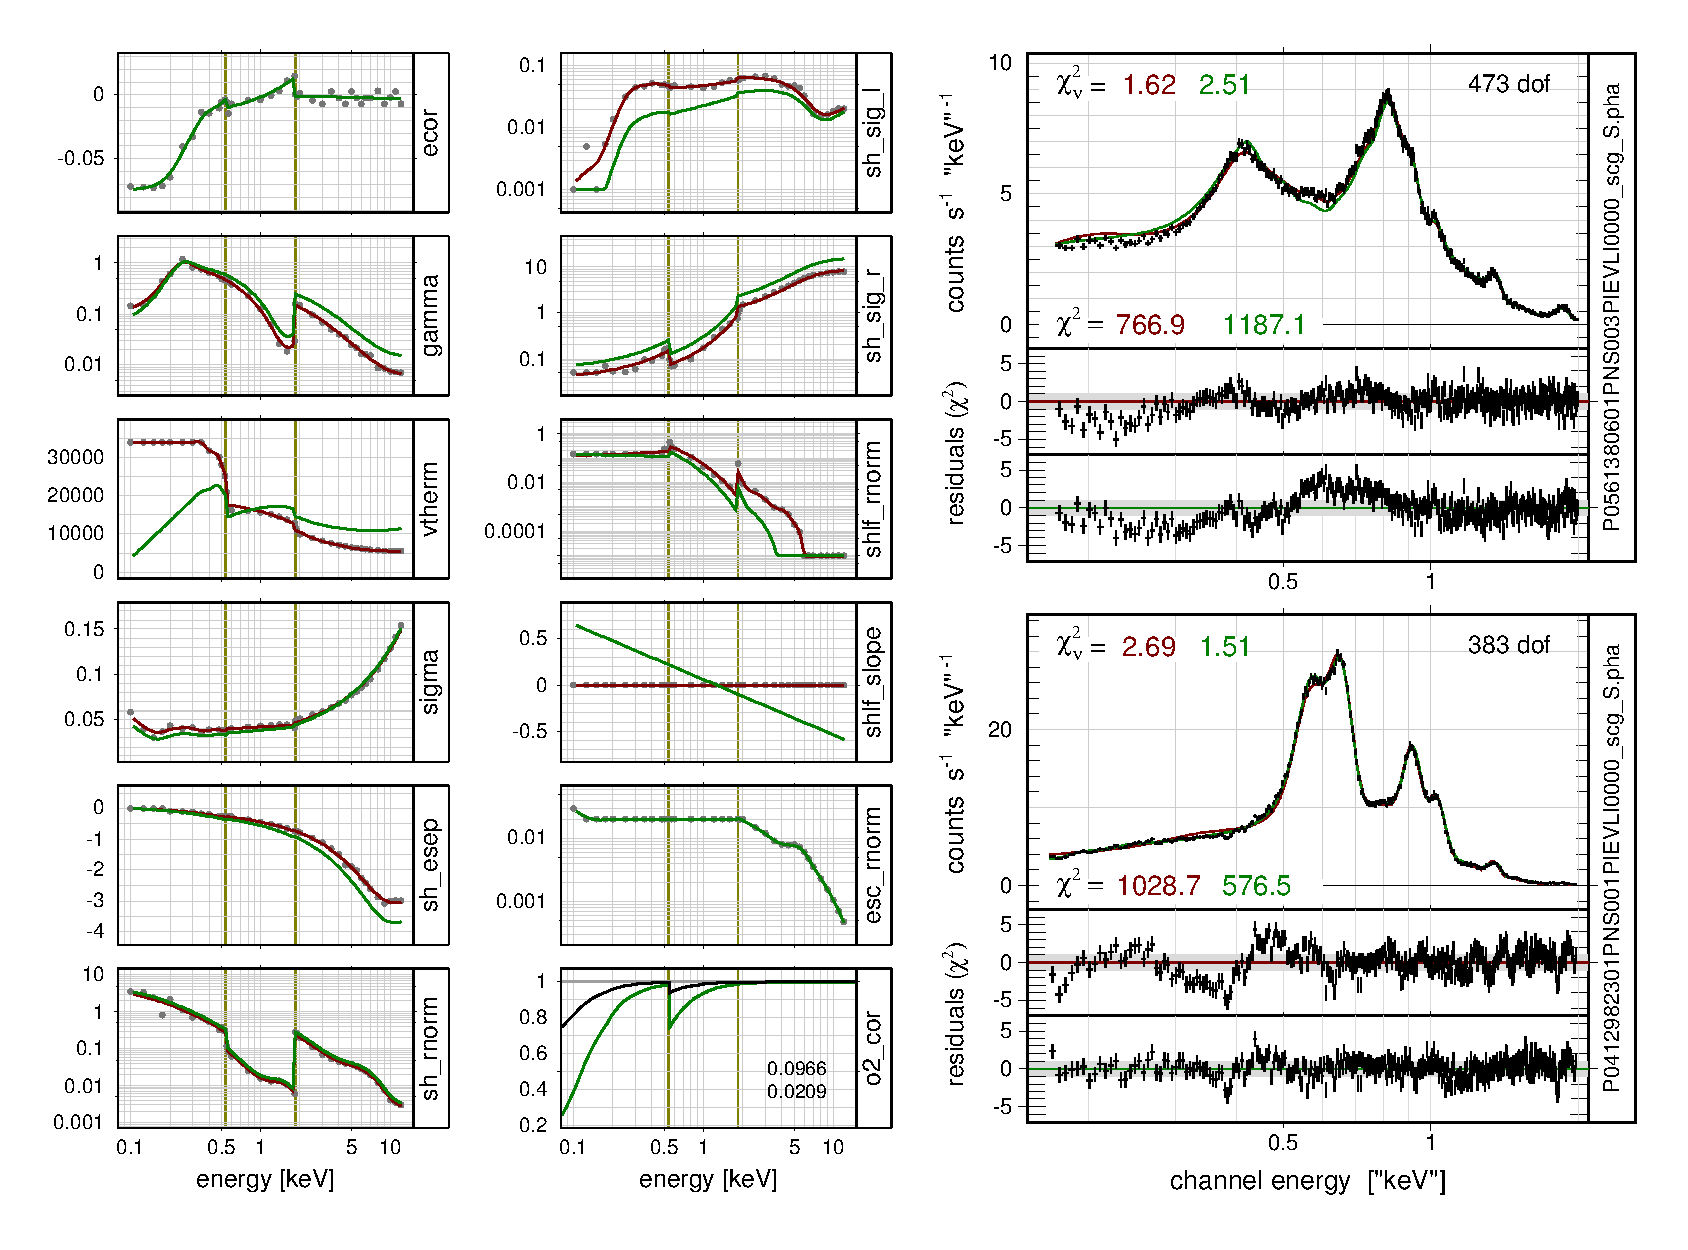 0
-0.05
ecor
1
0.1
0.01
gamma
30000
20000
10000
0
vtherm
0.15
0.05
sigma
0
-1
-2
-3
-4
sh_esep
10
1
0.1
0.01
0.001
sh_rnorm
0.1 0.5 1 5 10
energy [keV]
0.1
0.01
0.001
sh_sig_l
10
1
0.1
sh_sig_r
1
0.01
0.0001
shlf_rnorm
0.5
0
-0.5
shlf_slope
0.01
0.001
esc_rnorm
1
0.8
0.6
0.4
0.2
0.0966
0.0209
o2_cor
0.1 0.5 1 5 10
energy [keV]
10
5
0
counts s⁻¹ "keV"⁻¹
χ²ᵥ = 1.62 2.51
473 dof
χ² = 766.9 1187.1
5
0
-5
5
0
-5
residuals (χ²)
0.5 1
P0561380601PNS003PIEVLI0000_scg_S.pha
20
0
counts s⁻¹ "keV"⁻¹
χ²ᵥ = 2.69 1.51
383 dof
χ² = 1028.7 576.5
5
0
-5
5
0
-5
residuals (χ²)
0.5 1
channel energy ["keV"]
P0412982301PNS001PIEVLI0000_scg_S.pha